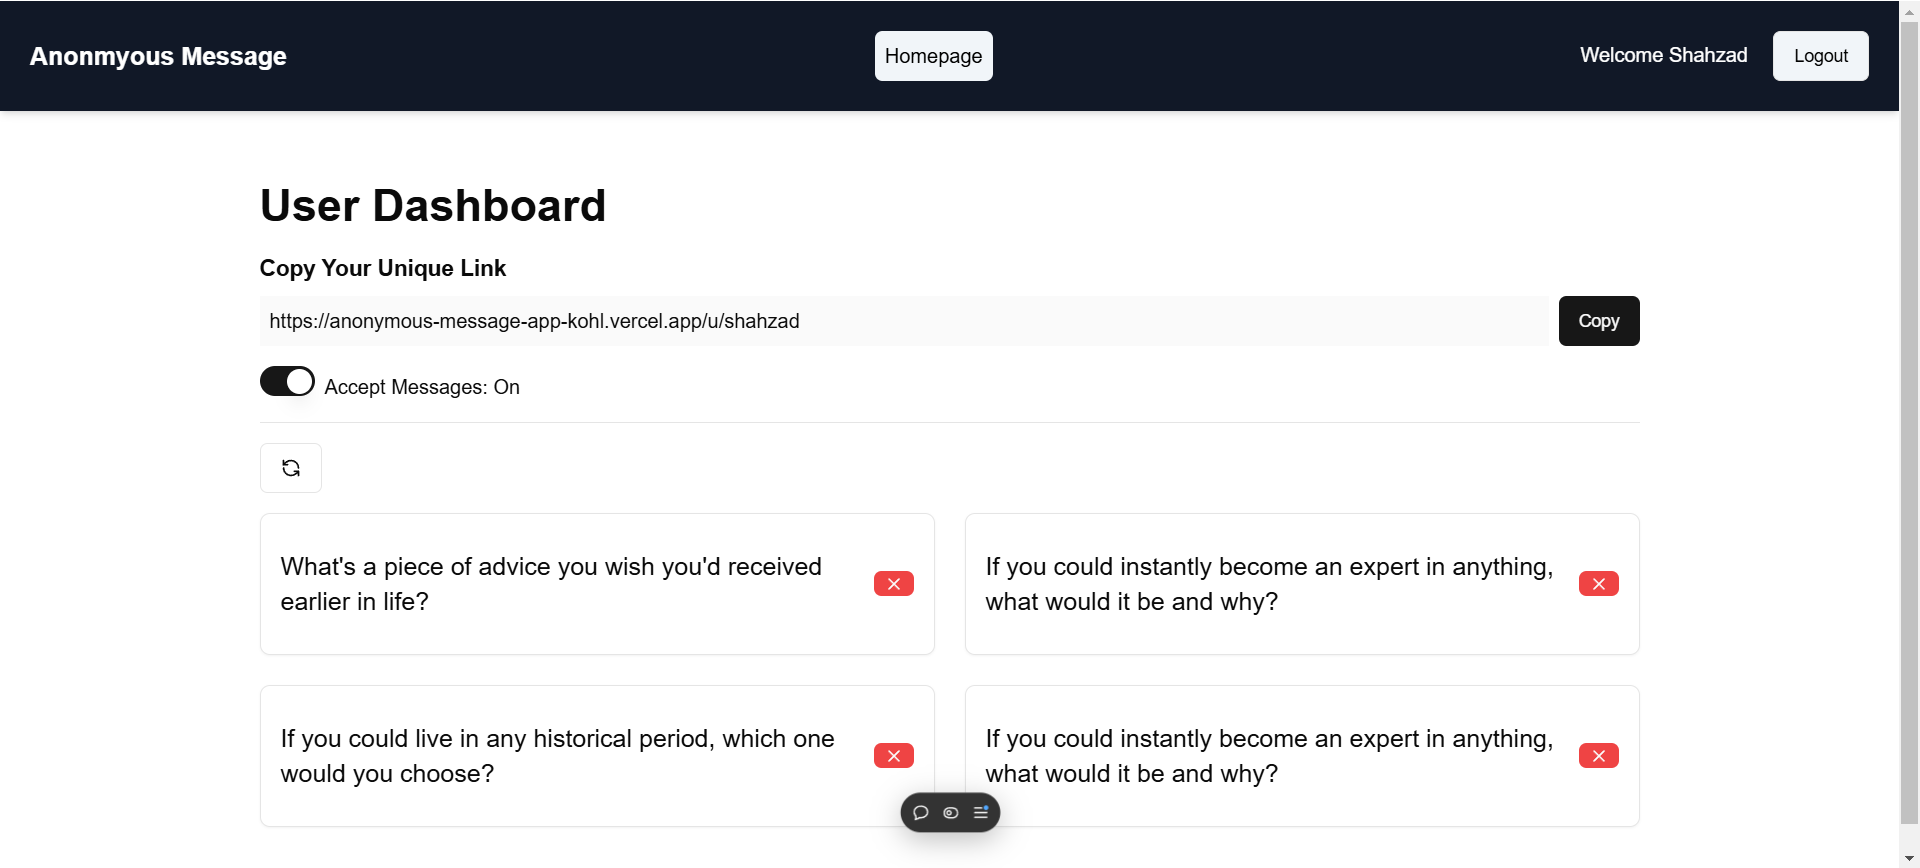 Anonmyous Message
Homepage
Welcome Shahzad
Logout
User Dashboard
Copy Your Unique Link
https://anonymous-message-app-kohl.vercel.app/u/shahzad
Copy
Accept Messages: On
What's a piece of advice you wish you'd received
earlier in life?
If you could instantly become an expert in anything,
what would it be and why?
If you could live in any historical period, which one
would you choose?
If you could instantly become an expert in anything,
what would it be and why?